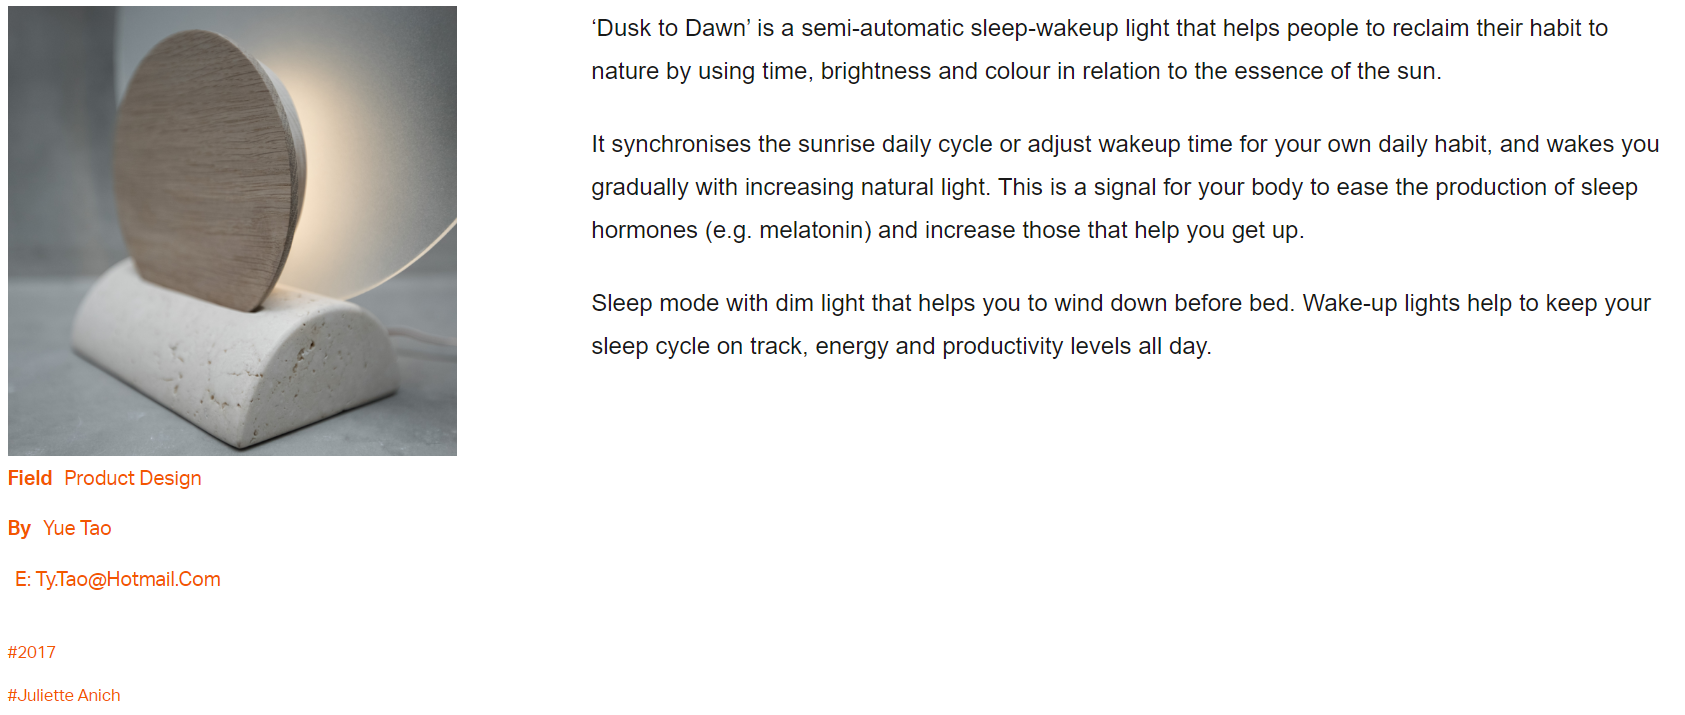 ‘Dusk to Dawn’ is a semi-automatic sleep-wakeup light that helps people to reclaim their habit to
nature by using time, brightness and colour in relation to the essence of the sun.
It synchronises the sunrise daily cycle or adjust wakeup time for your own daily habit, and wakes you
gradually with increasing natural light. This is a signal for your body to ease the production of sleep
hormones (e.g. melatonin) and increase those that help you get up.
Sleep mode with dim light that helps you to wind down before bed. Wake-up lights help to keep your
sleep cycle on track, energy and productivity levels all day.
Field Product Design
By Yue Tao
E: Ty.Tao@Hotmail.Com
#2017
#Juliette Anich